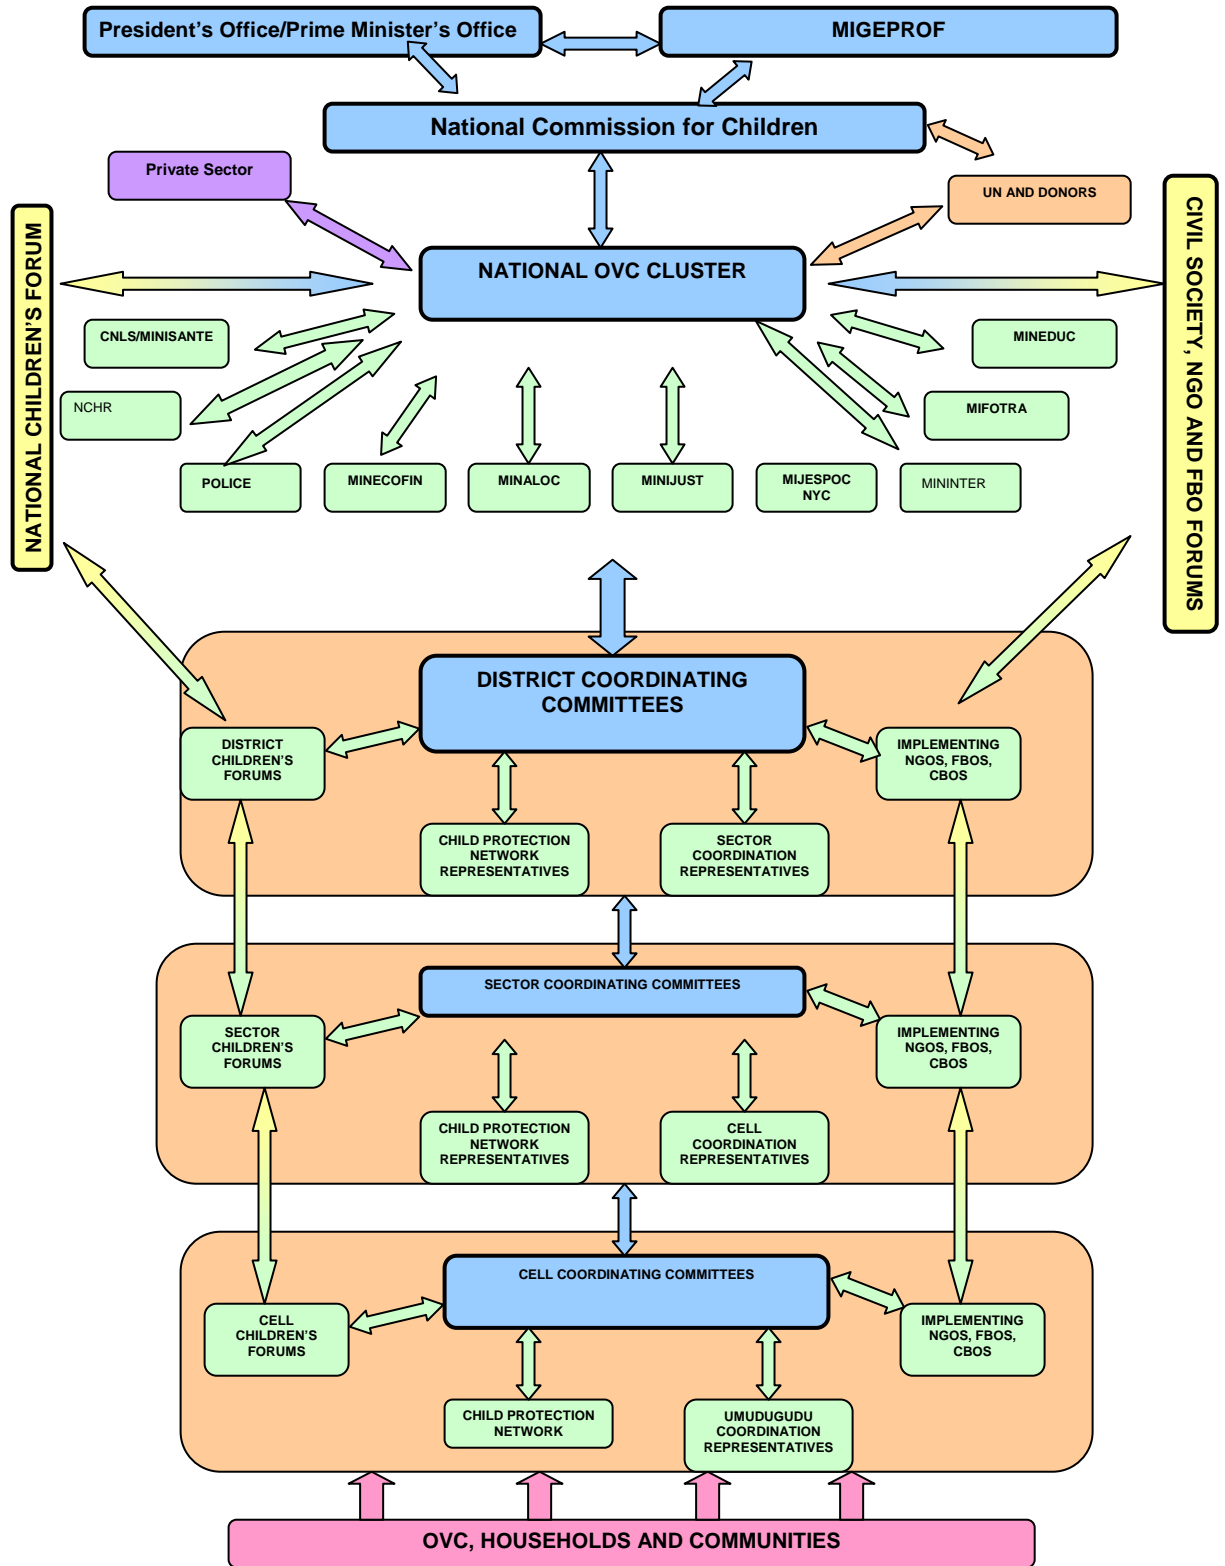 President's Office/Prime Minister's Office
MIGEPROF
National Commission for Children
Private Sector
UN AND DONORS
NATIONAL CHILDREN'S FORUM
CIVIL SOCIETY, NGO AND FBO FORUMS
NATIONAL OVC CLUSTER
CNLS/MINISANTE
MINEDUC
NCHR
MIFOTRA
POLICE
MINECOFIN
MINALOC
MINIJUST
MIJESPOC
NYC
MININTER
DISTRICT COORDINATING
COMMITTEES
DISTRICT
CHILDREN'S
FORUMS
IMPLEMENTING
NGOS, FBOS,
CBOS
CHILD PROTECTION
NETWORK
REPRESENTATIVES
SECTOR
COORDINATION
REPRESENTATIVES
SECTOR COORDINATING COMMITTEES
SECTOR
CHILDREN'S
FORUMS
IMPLEMENTING
NGOS, FBOS,
CBOS
CHILD PROTECTION
NETWORK
REPRESENTATIVES
CELL
COORDINATION
REPRESENTATIVES
CELL COORDINATING COMMITTEES
CELL
CHILDREN'S
FORUMS
IMPLEMENTING
NGOS, FBOS,
CBOS
CHILD PROTECTION
NETWORK
UMUDUGUDU
COORDINATION
REPRESENTATIVES
OVC, HOUSEHOLDS AND COMMUNITIES